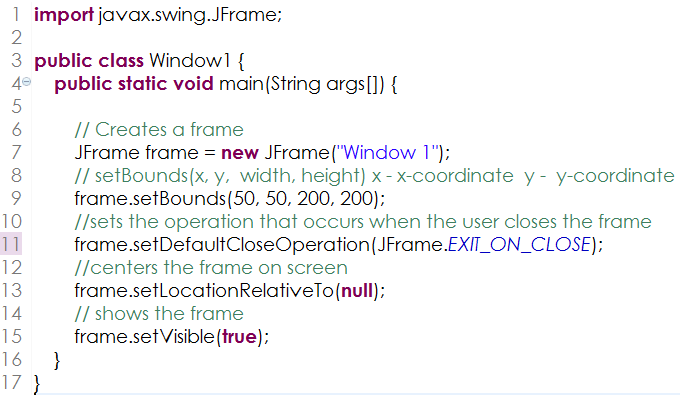 1 import javax.swing.JFrame;
2
3 public class Window1 {
4 public static void main(String args[]) {
5
6 // Creates a frame
7 JFrame frame = new JFrame("Window 1");
8 // setBounds(x, y,  width, height) x - x-coordinate  y -  y-coordinate
9 frame.setBounds(50, 50, 200, 200);
10 //sets the operation that occurs when the user closes the frame
11 frame.setDefaultCloseOperation(JFrame.EXIT_ON_CLOSE);
12 //centers the frame on screen
13 frame.setLocationRelativeTo(null);
14 // shows the frame
15 frame.setVisible(true);
16 }
17 }